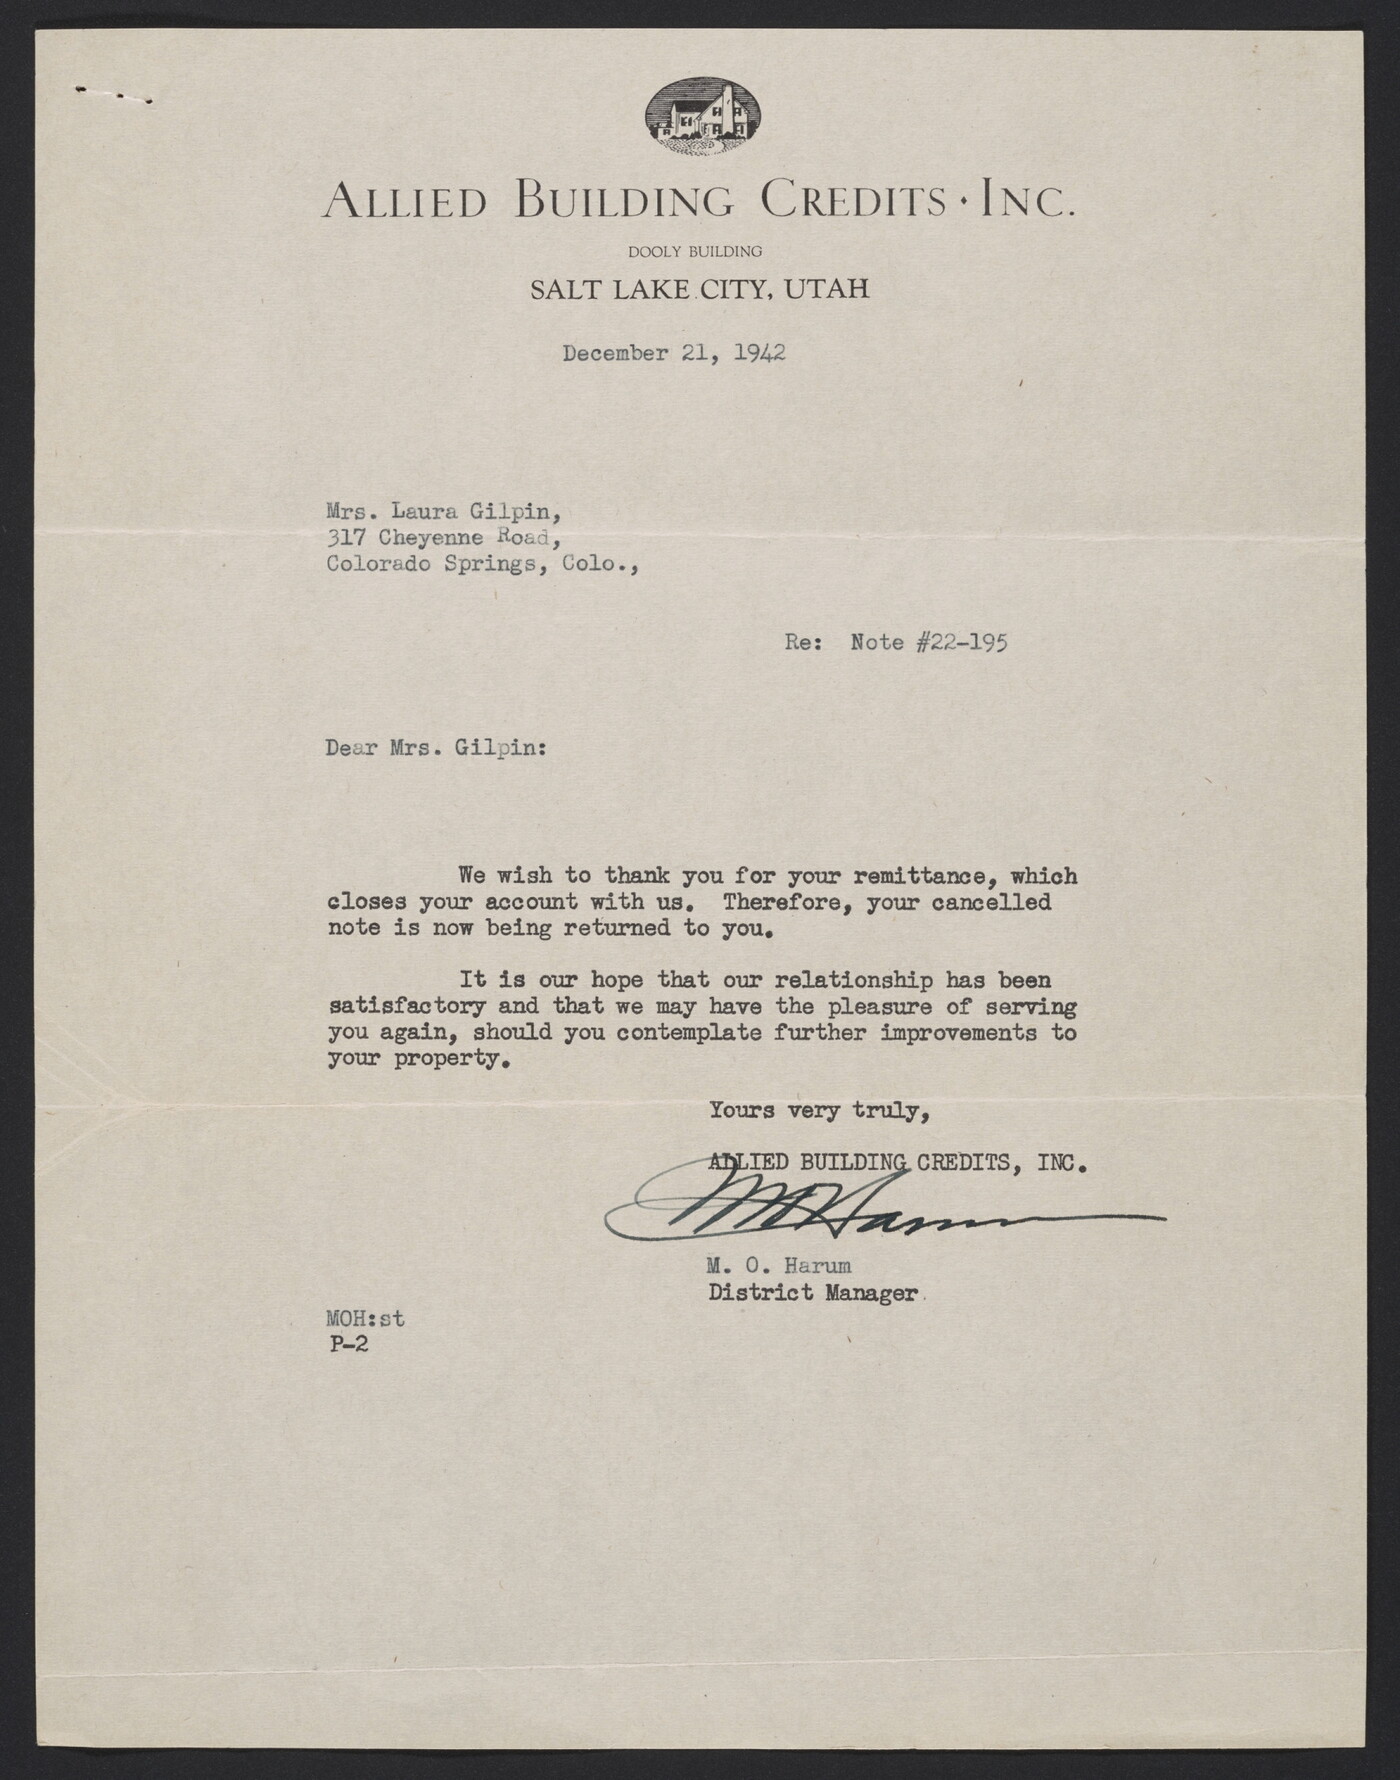 ALLIED BUILDING CREDITS · INC.
DOOLY BUILDING
SALT LAKE CITY, UTAH
December 21, 1942
Mrs. Laura Gilpin,
317 Cheyenne Road,
Colorado Springs, Colo.,
Re: Note #22-195
Dear Mrs. Gilpin:
We wish to thank you for your remittance, which
closes your account with us. Therefore, your cancelled
note is now being returned to you.
It is our hope that our relationship has been
satisfactory and that we may have the pleasure of serving
you again, should you contemplate further improvements to
your property.
Yours very truly,
ALLIED BUILDING CREDITS, INC.
M O Harum
M. O. Harum
District Manager.
MOH:st
P-2